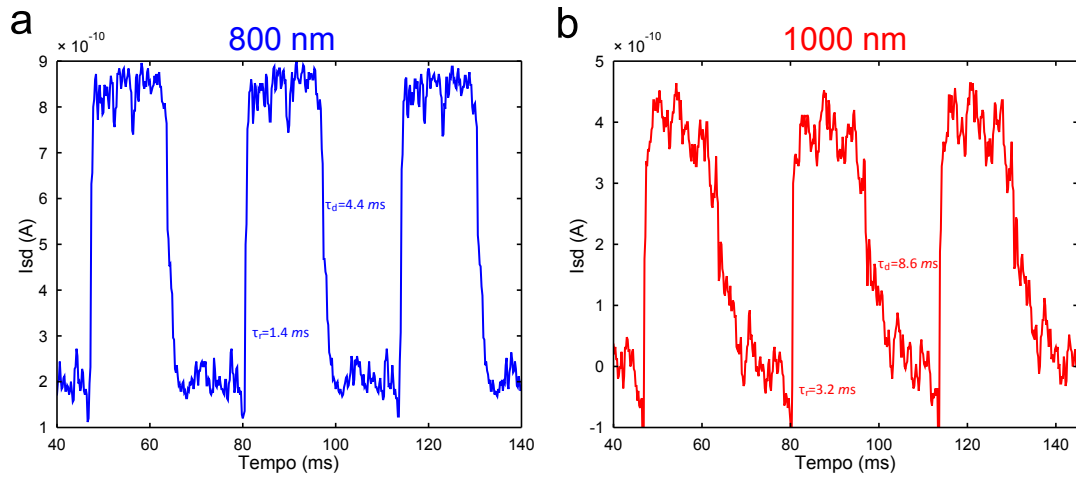 a
800 nm
× 10⁻¹⁰
9
8
7
6
5
4
3
2
1
Isd (A)
τd=4.4 ms
τr=1.4 ms
40 60 80 100 120 140
Tempo (ms)
b
1000 nm
× 10⁻¹⁰
5
4
3
2
1
0
-1
Isd (A)
τd=8.6 ms
τr=3.2 ms
40 60 80 100 120 140
Tempo (ms)